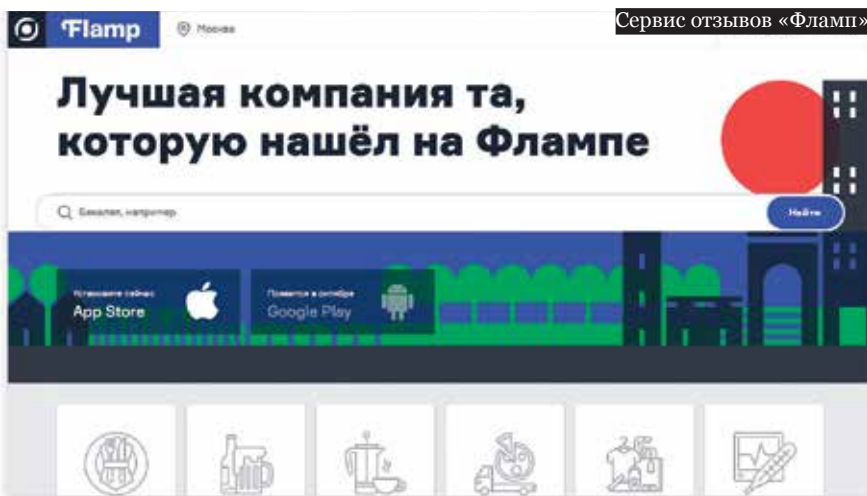 Flamp
Москва
Сервис отзывов «Фламп»
Лучшая компания та,
которую нашёл на Флампе
Бакалея, например
Найти
Установите сейчас
App Store
Появится в октябре
Google Play